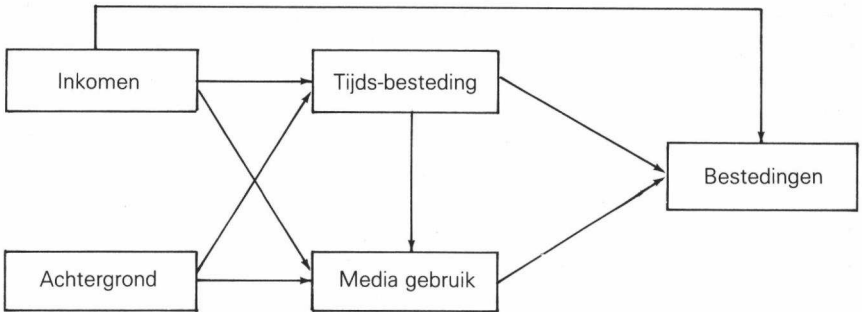 Inkomen
Tijds-besteding
Bestedingen
Achtergrond
Media gebruik